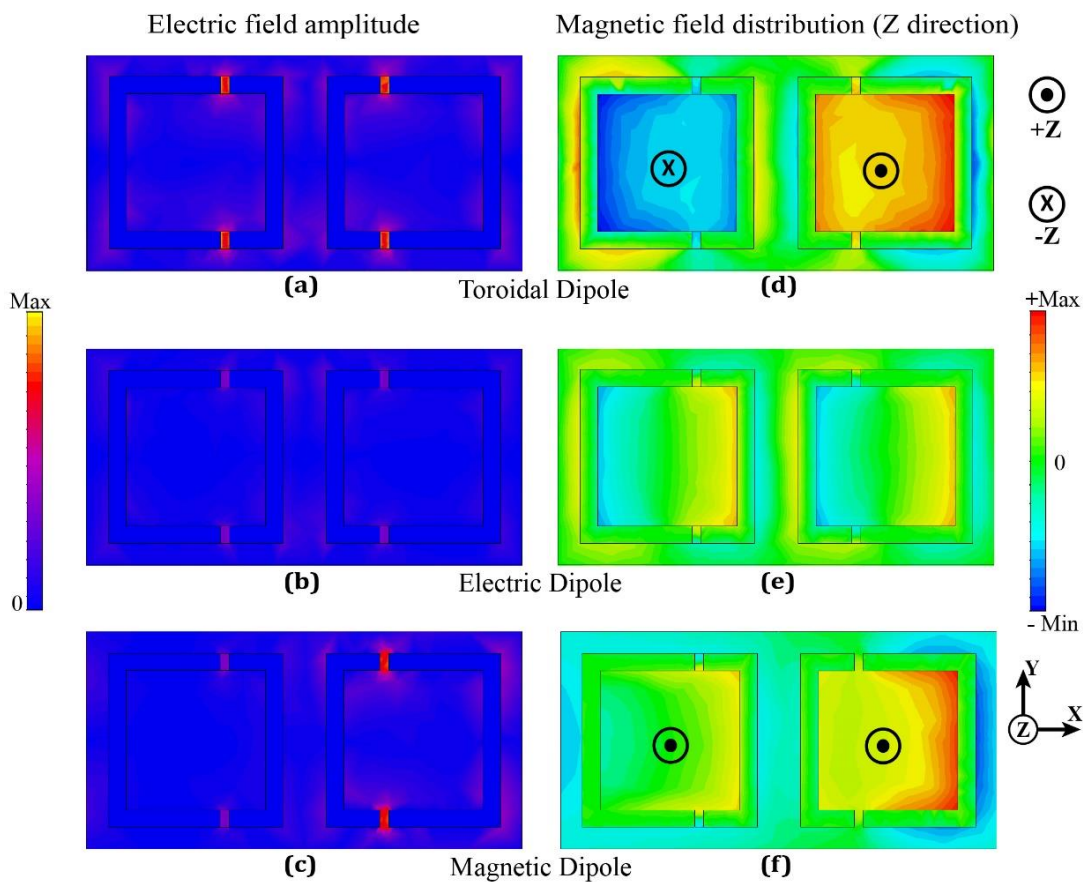 Electric field amplitude
Magnetic field distribution (Z direction)
+Z
X
-Z
(a)
(d)
Toroidal Dipole
Max
+Max
0
(b)
(e)
Electric Dipole
0
- Min
Y
Z
X
(c)
(f)
Magnetic Dipole